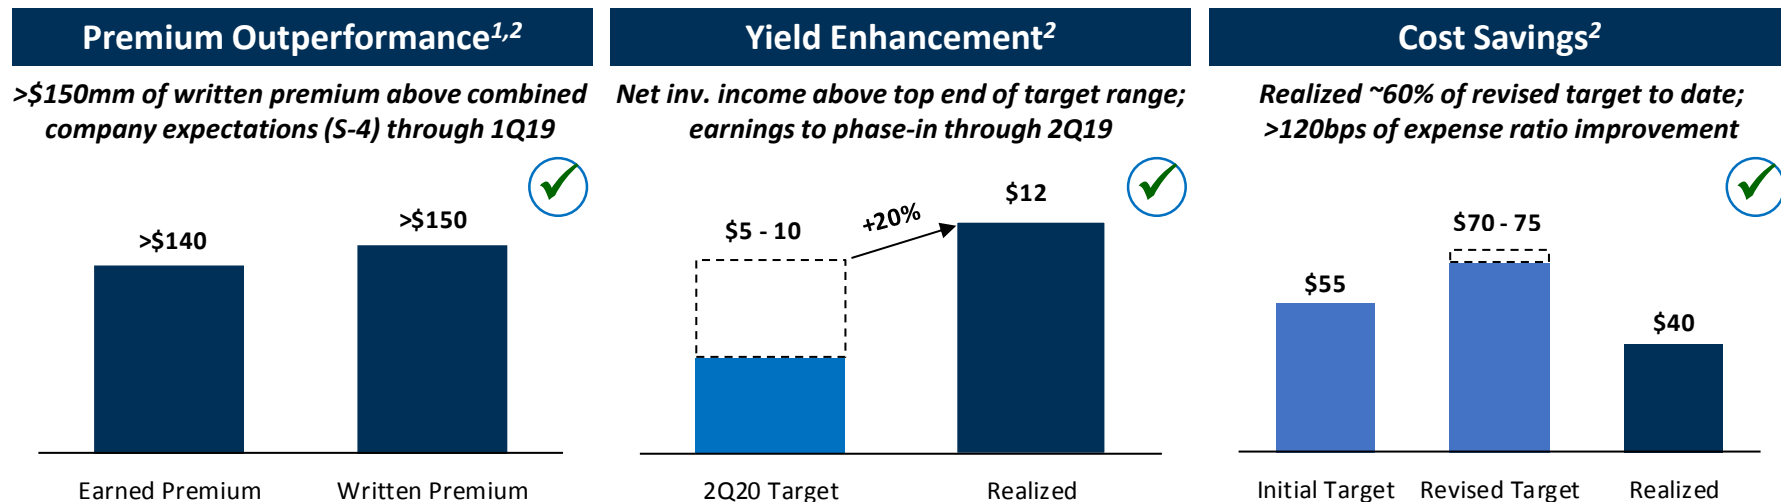 Premium Outperformance1,2
>$150mm of written premium above combined
company expectations (S-4) through 1Q19
>$140
>$150
Earned Premium
Written Premium
Yield Enhancement2
Net inv. income above top end of target range;
earnings to phase-in through 2Q19
$5 - 10
+20%
$12
2Q20 Target
Realized
Cost Savings2
Realized ~60% of revised target to date;
>120bps of expense ratio improvement
$55
$70 - 75
$40
Initial Target
Revised Target
Realized